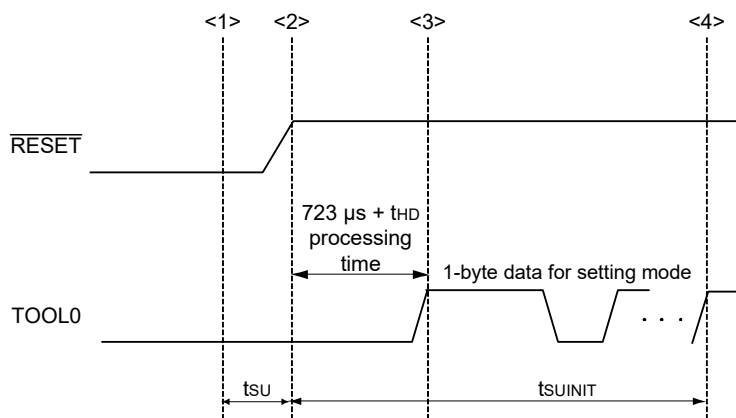 <1> <2> <3> <4>
RESET
723 µs + tHD
processing
time
1-byte data for setting mode
TOOL0
. . .
tSU
tSUINIT